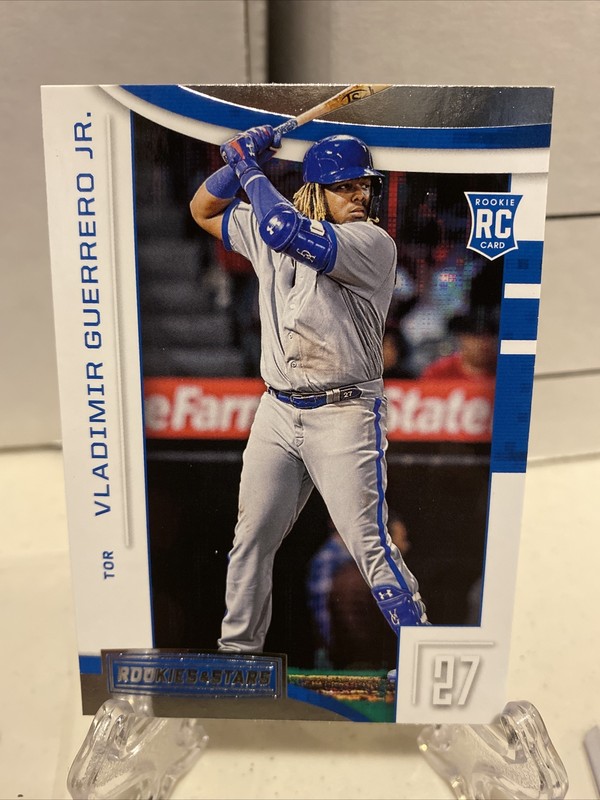 VLADIMIR GUERRERO JR.
TOR
ROOKIE
RC
CARD
eFarm State
27
ROOKIES & STARS
27